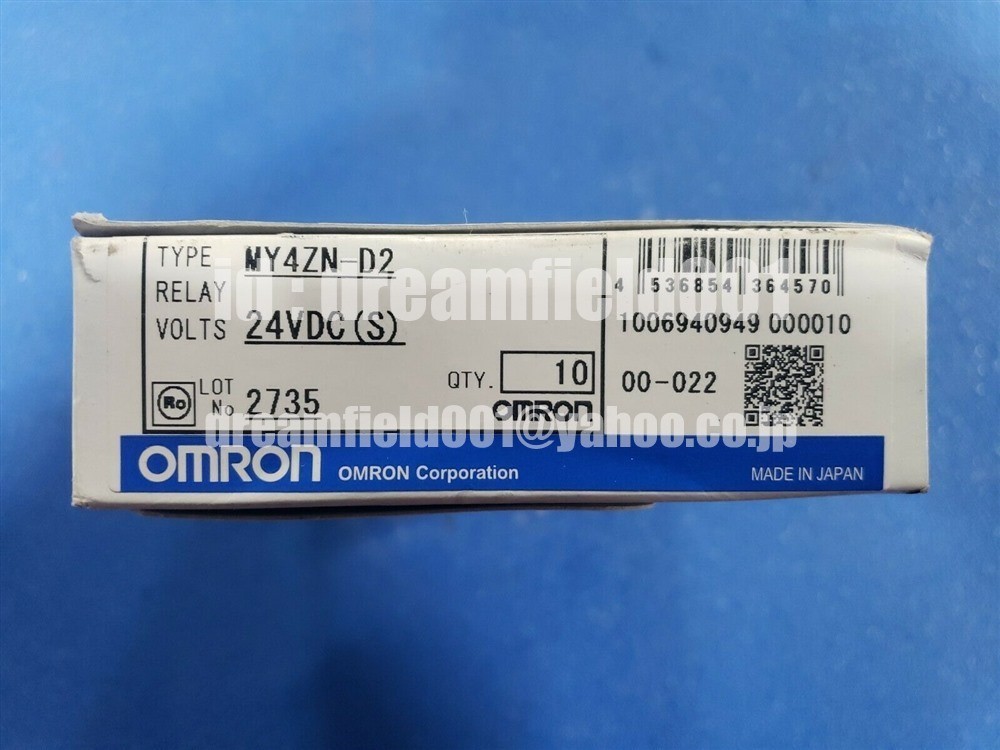 TYPE MY4ZN-D2
RELAY
VOLTS 24VDC(S)
LOT
No 2735
QTY. 10
OMRON
4 536854 364570
1006940949 000010
00-022
OMRON OMRON Corporation
MADE IN JAPAN
id : dreamfield001
dreamfield001@yahoo.co.jp